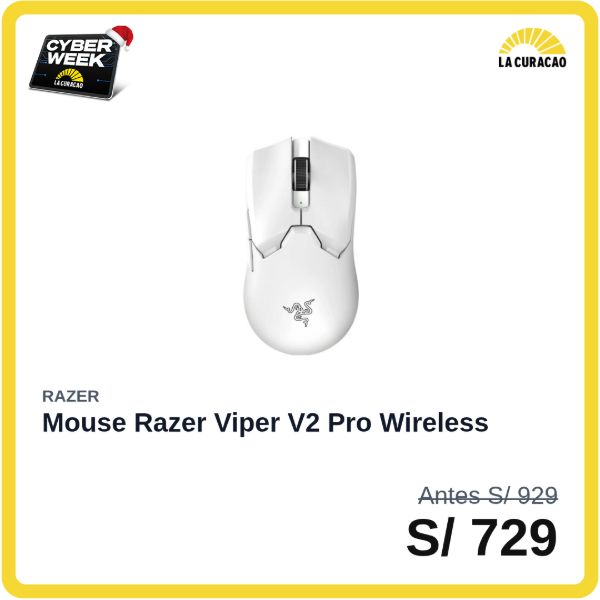 CYBER
WEEK
LA CURACAO
LA CURACAO
RAZER
Mouse Razer Viper V2 Pro Wireless
Antes S/ 929
S/ 729